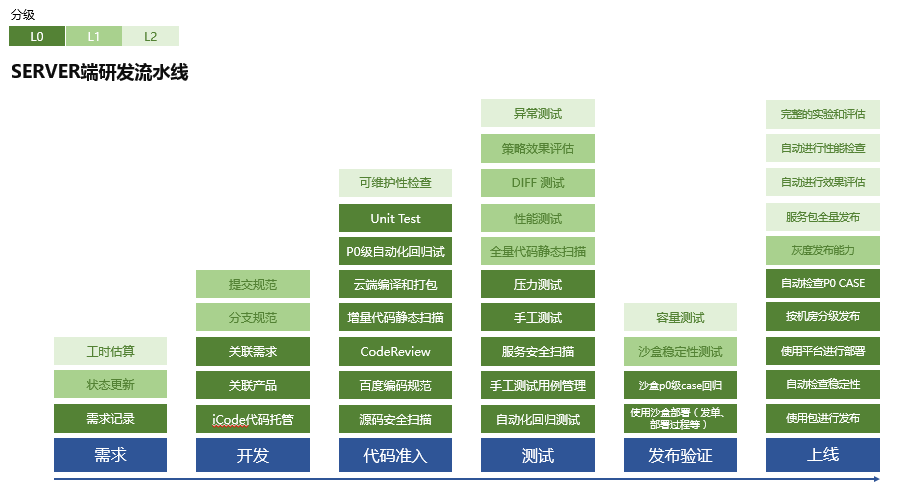 分级
L0 L1 L2
SERVER端研发流水线
工时估算
状态更新
需求记录
需求
提交规范
分支规范
关联需求
关联产品
iCode代码托管
开发
可维护性检查
Unit Test
P0级自动化回归试
云端编译和打包
增量代码静态扫描
CodeReview
百度编码规范
源码安全扫描
代码准入
异常测试
策略效果评估
DIFF 测试
性能测试
全量代码静态扫描
压力测试
手工测试
服务安全扫描
手工测试用例管理
自动化回归测试
测试
容量测试
沙盒稳定性测试
沙盒p0级case回归
使用沙盒部署（发单、
部署过程等）
发布验证
完整的实验和评估
自动进行性能检查
自动进行效果评估
服务包全量发布
灰度发布能力
自动检查P0 CASE
按机房分级发布
使用平台进行部署
自动检查稳定性
使用包进行发布
上线